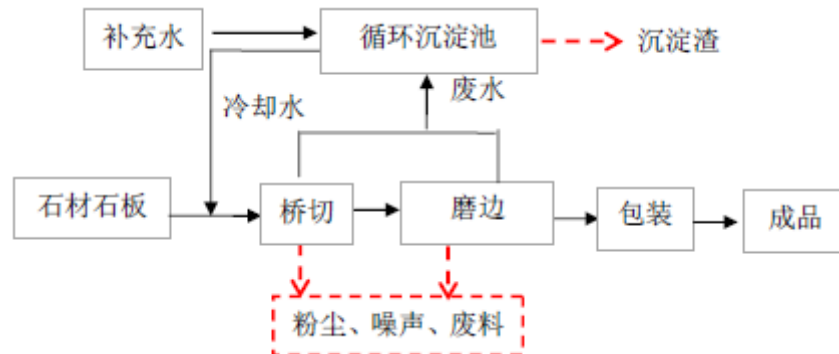 补充水
循环沉淀池
沉淀渣
冷却水
废水
石材石板
桥切
磨边
包装
成品
粉尘、噪声、废料